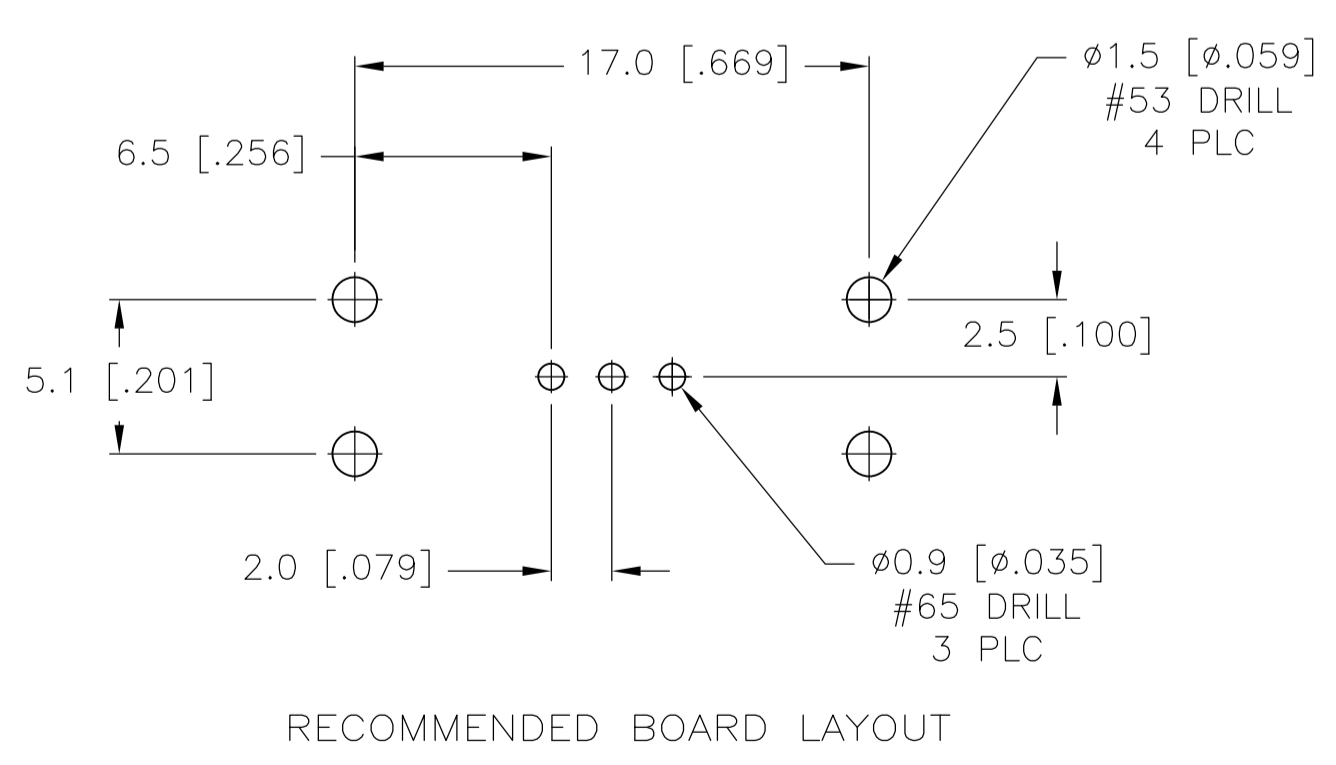 17.0 [.669]
ø1.5 [ø.059]
#53 DRILL
4 PLC
6.5 [.256]
2.5 [.100]
5.1 [.201]
2.0 [.079]
ø0.9 [ø.035]
#65 DRILL
3 PLC
RECOMMENDED BOARD LAYOUT